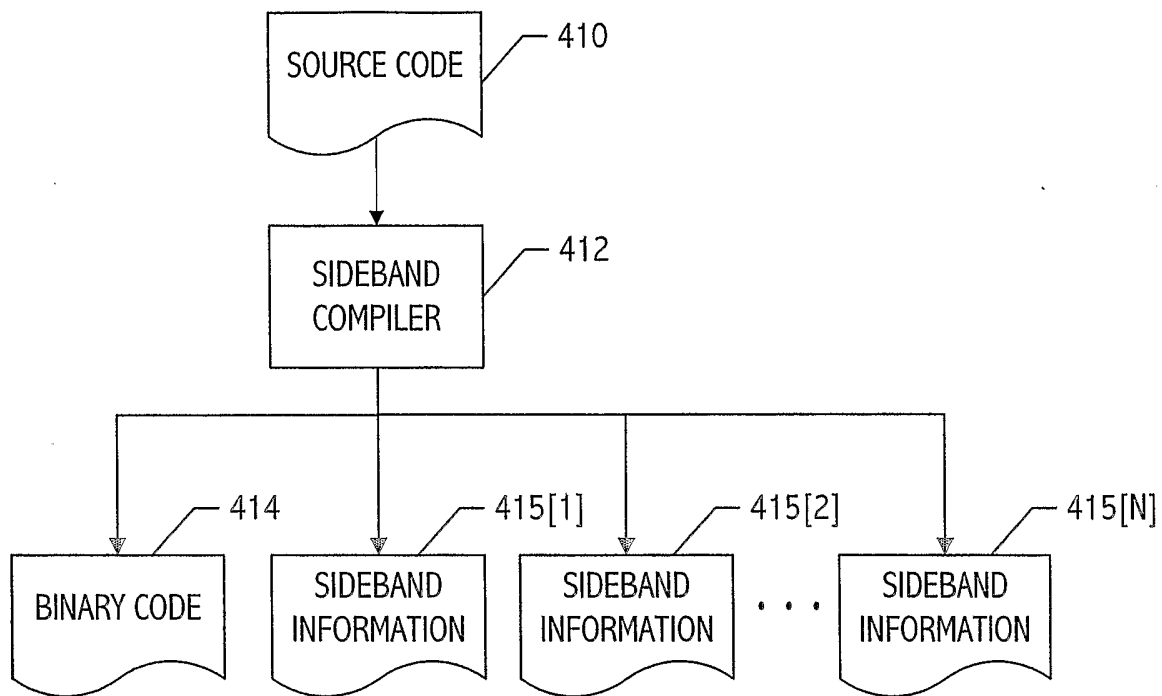 SOURCE CODE
410
SIDEBAND
COMPILER
412
414
415[1]
415[2]
415[N]
BINARY CODE
SIDEBAND
INFORMATION
SIDEBAND
INFORMATION
• • •
SIDEBAND
INFORMATION